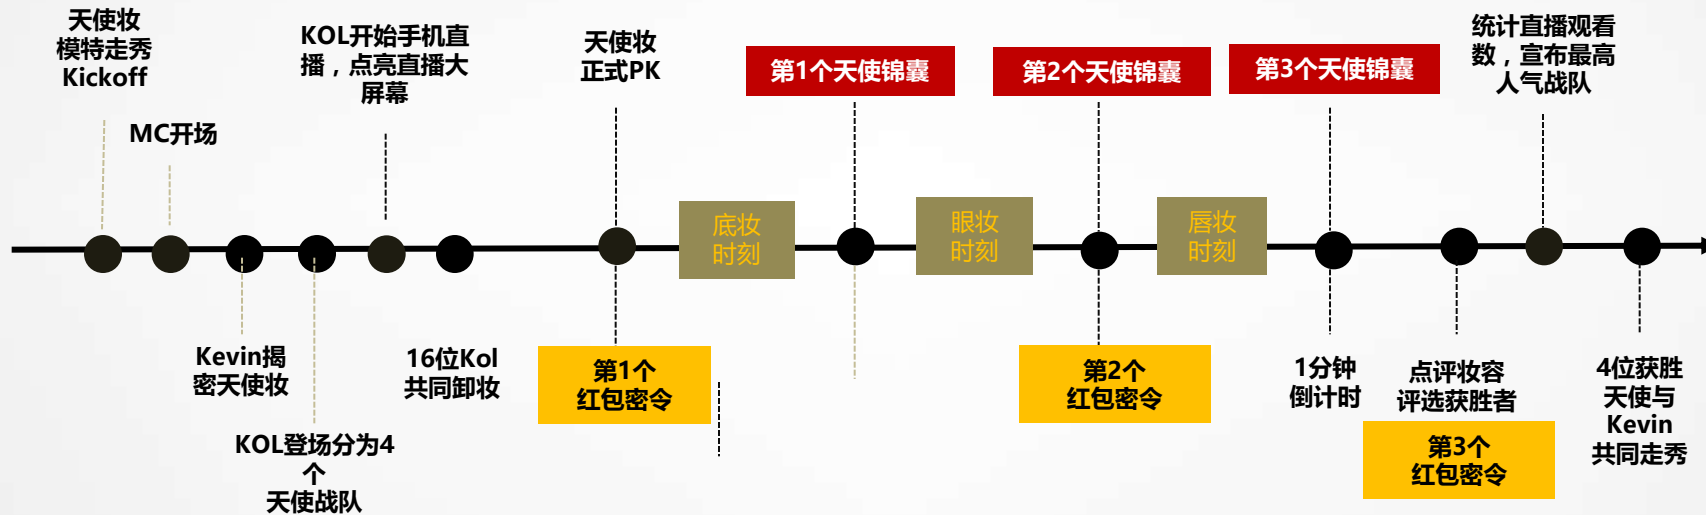 天使妆
模特走秀
Kickoff
MC开场
KOL开始手机直
播，点亮直播大
屏幕
天使妆
正式PK
第1个天使锦囊
第2个天使锦囊
第3个天使锦囊
统计直播观看
数，宣布最高
人气战队
底妆
时刻
眼妆
时刻
唇妆
时刻
Kevin揭
密天使妆
KOL登场分为4
个
天使战队
16位Kol
共同卸妆
第1个
红包密令
第2个
红包密令
1分钟
倒计时
点评妆容
评选获胜者
第3个
红包密令
4位获胜
天使与
Kevin
共同走秀